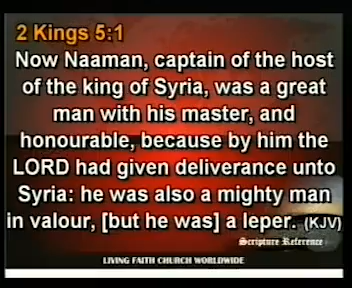 2 Kings 5:1
Now Naaman, captain of the host
of the king of Syria, was a great
man with his master, and
honourable, because by him the
LORD had given deliverance unto
Syria: he was also a mighty man
in valour, [but he was] a leper. (KJV)
Scripture Reference
LIVING FAITH CHURCH WORLDWIDE